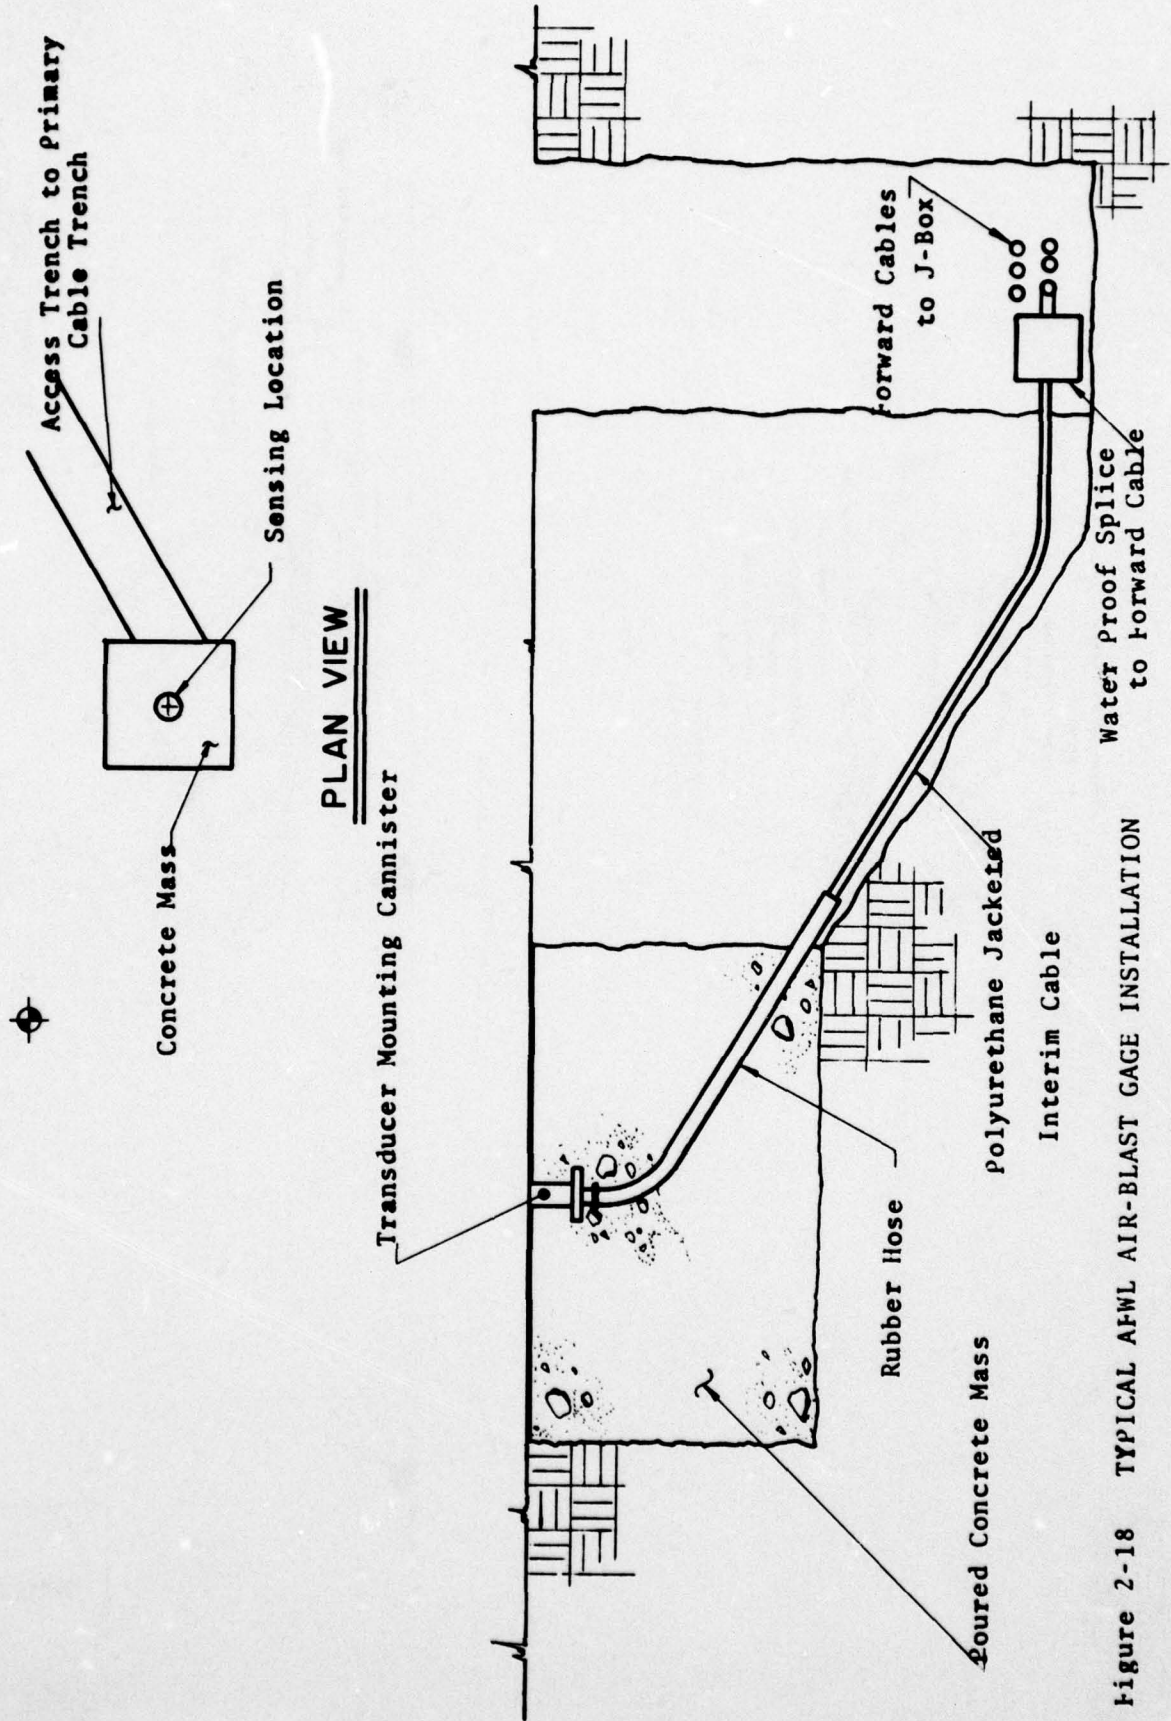 Access Trench to Primary
Cable Trench
Sensing Location
Concrete Mass
PLAN VIEW
Transducer Mounting Cannister
Forward Cables
to J-Box
Water Proof Splice
to Forward Cable
Polyurethane Jacketed
Interim Cable
Rubber Hose
Poured Concrete Mass
Figure 2-18 TYPICAL AFWL AIR-BLAST GAGE INSTALLATION